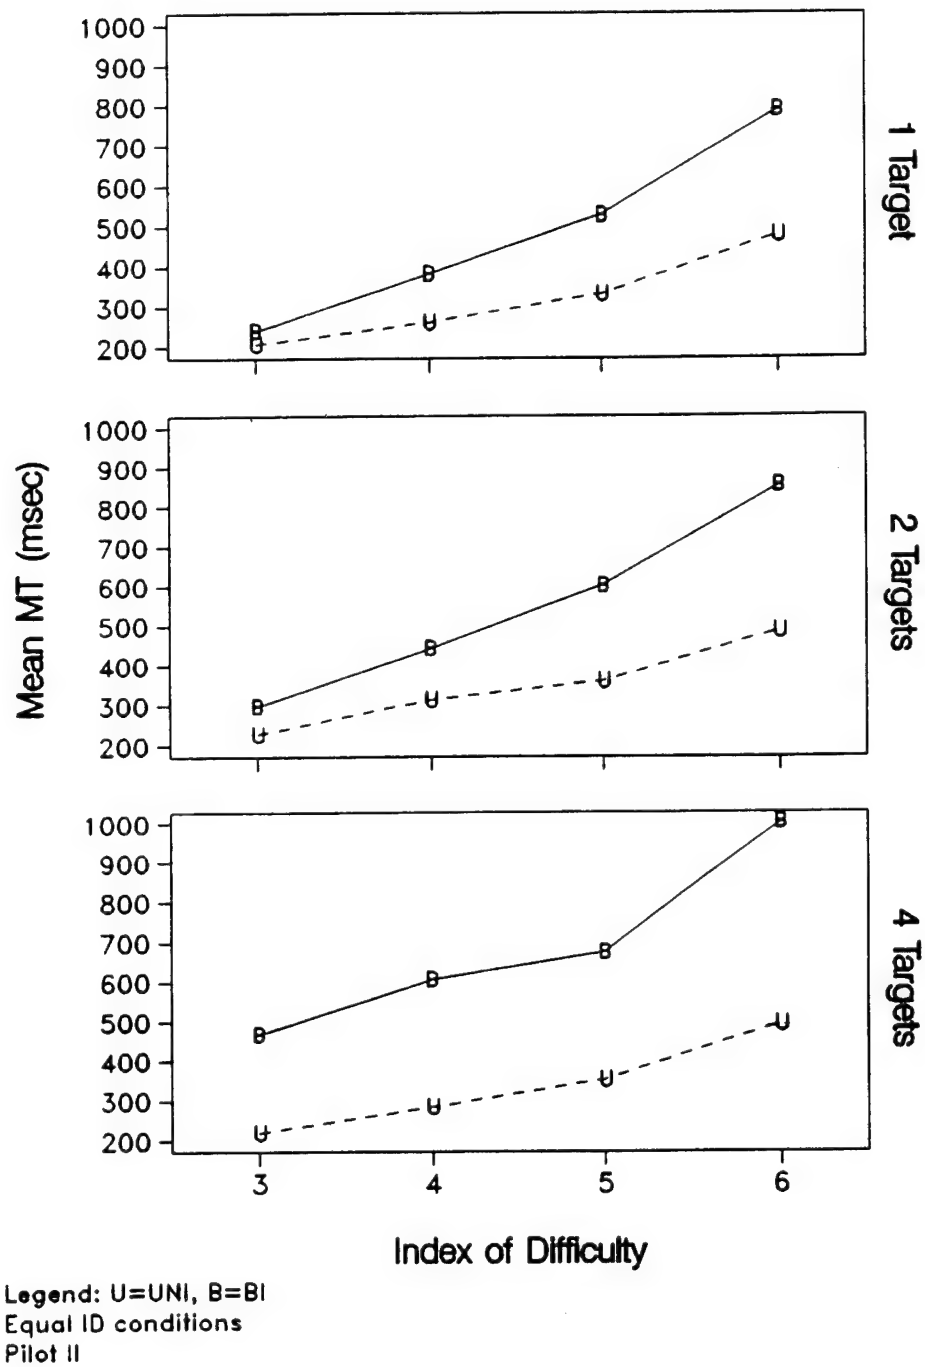 1000
900
800
700
600
500
400
300
200
B
B
B
B
U
U
U
U
1 Target
1000
900
800
700
600
500
400
300
200
B
B
B
B
U
U
U
U
2 Targets
Mean MT (msec)
1000
900
800
700
600
500
400
300
200
B
B
B
B
U
U
U
U
4 Targets
3 4 5 6
Index of Difficulty
Legend: U=UNI, B=BI
Equal ID conditions
Pilot II